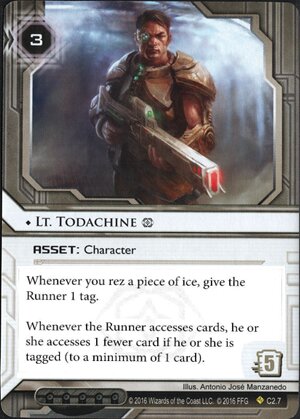 3
LT. TODACHINE
ASSET: Character
Whenever you rez a piece of ice, give the
Runner 1 tag.
Whenever the Runner accesses cards, he or
she accesses 1 fewer card if he or she is
tagged (to a minimum of 1 card).
5
Illus. Antonio José Manzanedo
© 2016 Wizards of the Coast LLC. © 2016 FFG C2.7